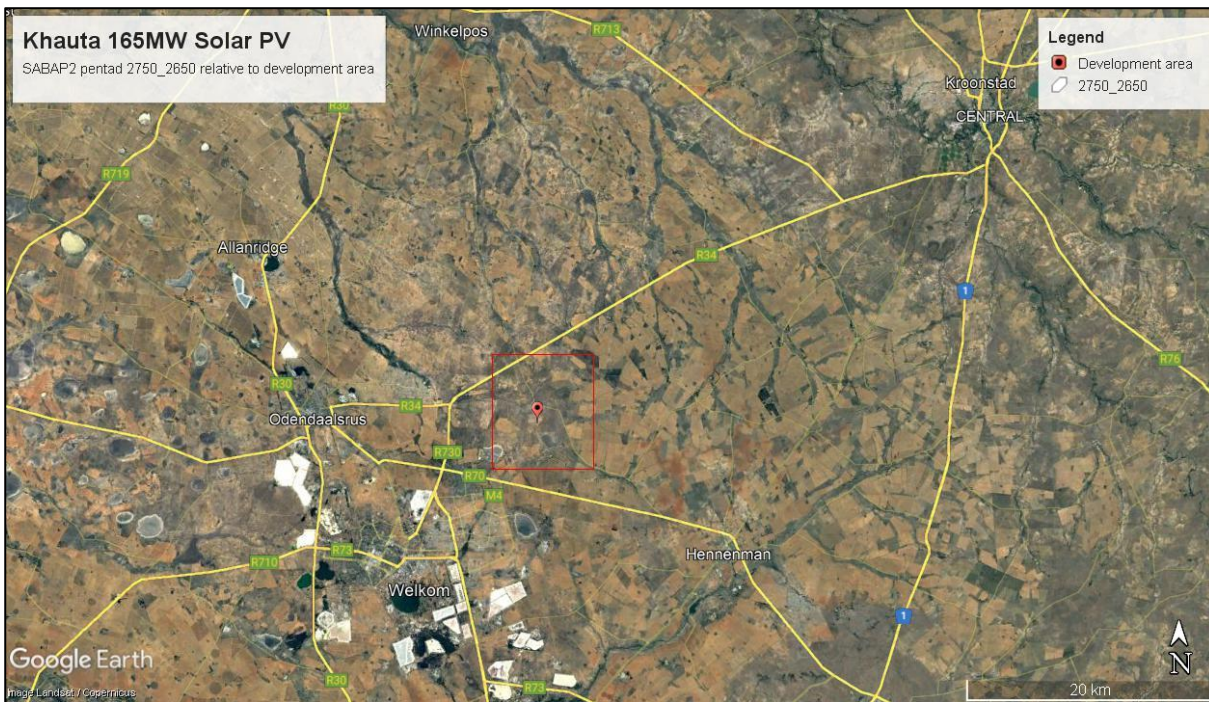 Khauta 165MW Solar PV
SABAP2 pentad 2750_2650 relative to development area
Legend
Development area
2750_2650
Winkelpos
R713
Kroonstad
CENTRAL
R30
R719
Allanridge
R34
1
R76
R30
R34
Odendaalsrus
R730
R70
M4
R710
R73
Hennenman
Welkom
1
N
Google Earth
Image Landsat / Copernicus
R30
R73
20 km